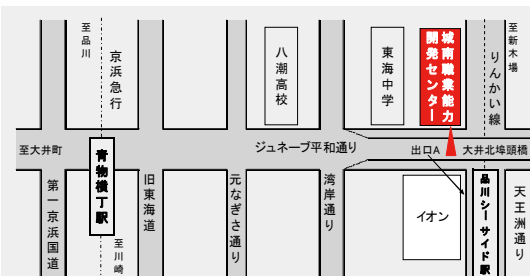 至品川
京浜急行
八潮高校
東海中学
城南職業能力
開発センター
りんかい線
至新木場
至大井町
ジュネーブ平和通り
出口A
大井北埠頭橋
青物横丁駅
第一京浜国道
至川崎
旧東海道
元なぎさ通り
湾岸通り
イオン
品川シーサイド駅
天王洲通り